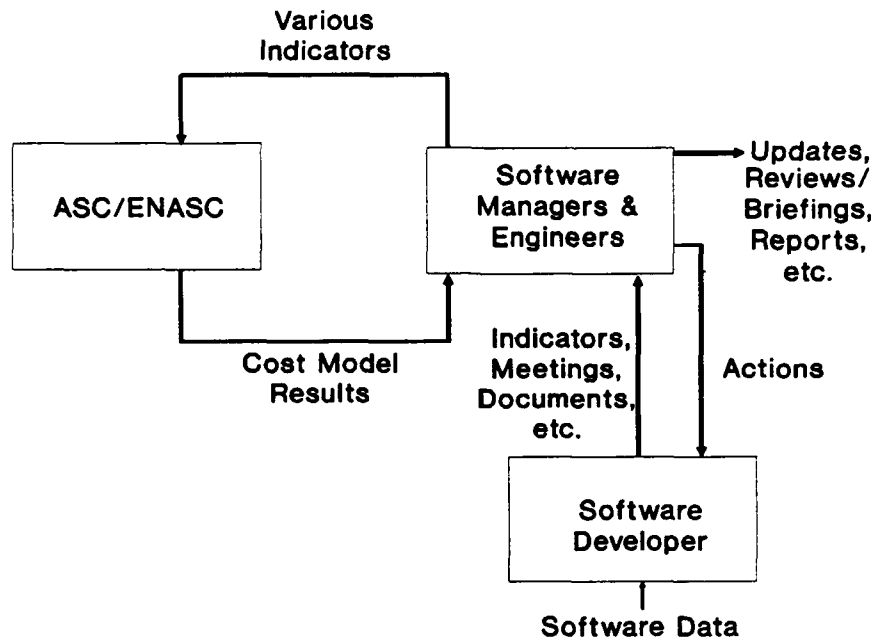 Various
Indicators
ASC/ENASC
Software
Managers &
Engineers
Updates,
Reviews/
Briefings,
Reports,
etc.
Cost Model
Results
Indicators,
Meetings,
Documents,
etc.
Actions
Software
Developer
Software Data